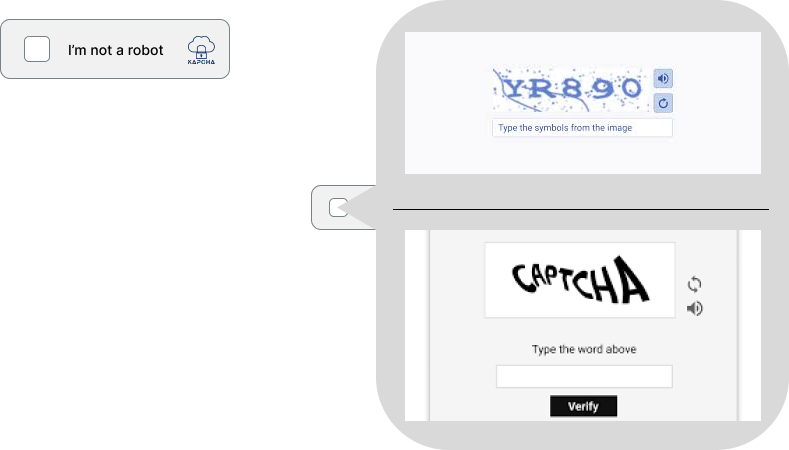 I'm not a robot
KAPCHA
YR890
Type the symbols from the image
CAPTCHA
Type the word above
Verify